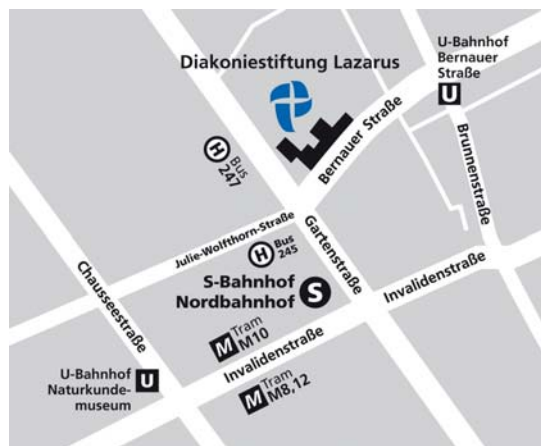 U-Bahnhof
Bernauer
Straße
U
Diakoniestiftung Lazarus
Bernauer Straße
Brunnenstraße
H Bus
247
Julie-Wolfthorn-Straße
H Bus
245
Gartenstraße
S-Bahnhof
Nordbahnhof
S
Invalidenstraße
Chausseestraße
M Tram
M10
Invalidenstraße
U-Bahnhof
Naturkunde-
museum
U
M Tram
M8,12